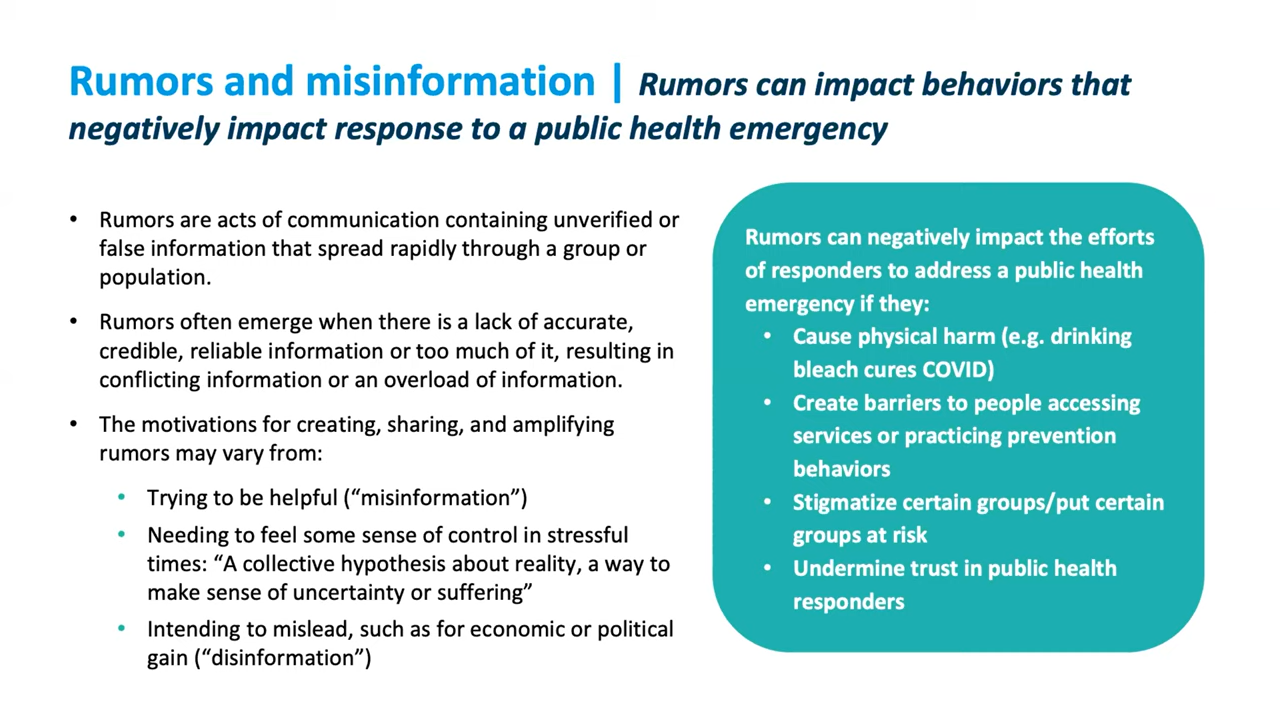 Rumors and misinformation | Rumors can impact behaviors that
negatively impact response to a public health emergency
• Rumors are acts of communication containing unverified or
false information that spread rapidly through a group or
population.
• Rumors often emerge when there is a lack of accurate,
credible, reliable information or too much of it, resulting in
conflicting information or an overload of information.
• The motivations for creating, sharing, and amplifying
rumors may vary from:
• Trying to be helpful (“misinformation”)
• Needing to feel some sense of control in stressful
times: “A collective hypothesis about reality, a way to
make sense of uncertainty or suffering”
• Intending to mislead, such as for economic or political
gain (“disinformation”)
Rumors can negatively impact the efforts
of responders to address a public health
emergency if they:
• Cause physical harm (e.g. drinking
bleach cures COVID)
• Create barriers to people accessing
services or practicing prevention
behaviors
• Stigmatize certain groups/put certain
groups at risk
• Undermine trust in public health
responders